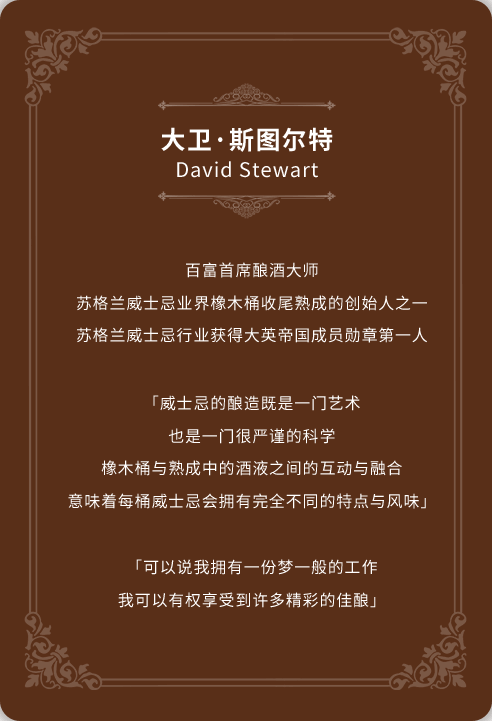 大卫·斯图尔特
David Stewart
百富首席酿酒大师
苏格兰威士忌业界橡木桶收尾熟成的创始人之一
苏格兰威士忌行业获得大英帝国成员勋章第一人
「威士忌的酿造既是一门艺术
也是一门很严谨的科学
橡木桶与熟成中的酒液之间的互动与融合
意味着每桶威士忌会拥有完全不同的特点与风味」
「可以说我拥有一份梦一般的工作
我可以有权享受到许多精彩的佳酿」